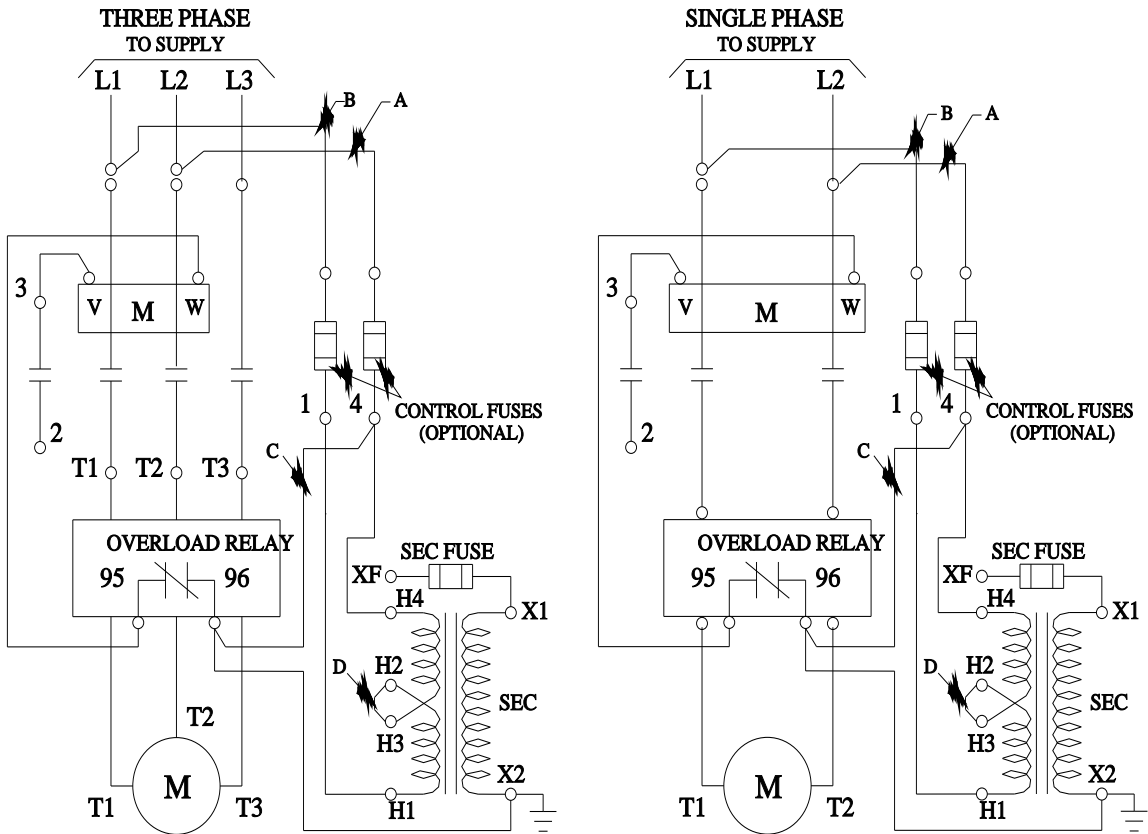 THREE PHASE
TO SUPPLY
L1 L2 L3
B
A
3
V M W
2
1 4
CONTROL FUSES
(OPTIONAL)
C
T1 T2 T3
OVERLOAD RELAY
95 96
SEC FUSE
XF
H4
X1
D
H2
H3
SEC
T2
M
T1 T3
X2
H1
SINGLE PHASE
TO SUPPLY
L1 L2
B
A
3
V M W
2
1 4
CONTROL FUSES
(OPTIONAL)
C
OVERLOAD RELAY
95 96
SEC FUSE
XF
H4
X1
D
H2
H3
SEC
M
T1 T2
X2
H1